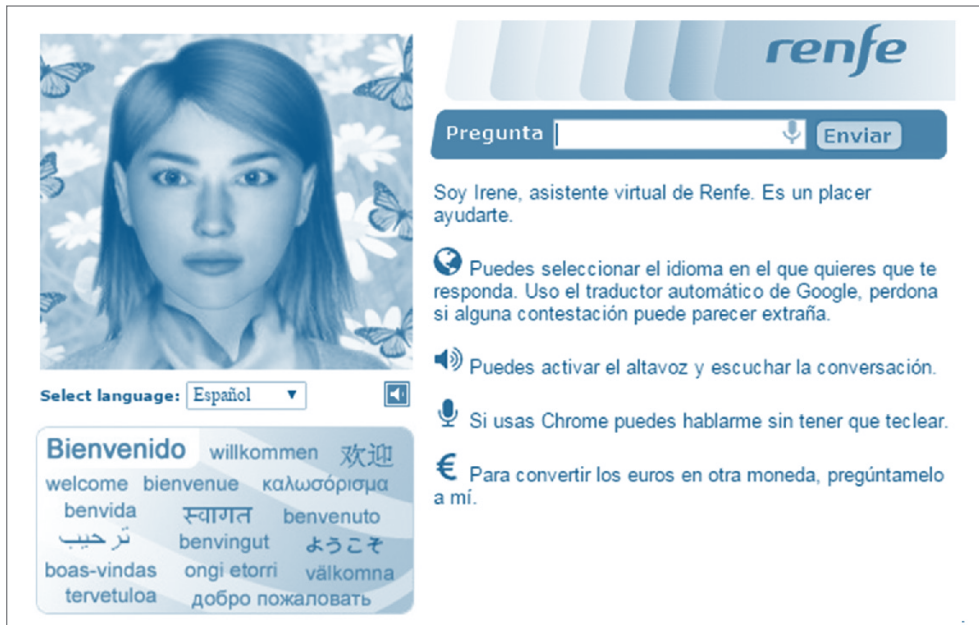 renfe
Pregunta
Enviar
Soy Irene, asistente virtual de Renfe. Es un placer
ayudarte.
Puedes seleccionar el idioma en el que quieres que te
responda. Uso el traductor automático de Google, perdona
si alguna contestación puede parecer extraña.
Puedes activar el altavoz y escuchar la conversación.
Si usas Chrome puedes hablarme sin tener que teclear.
€ Para convertir los euros en otra moneda, pregúntamelo
a mí.
Select language: Español
Bienvenido willkommen 欢迎
welcome bienvenue καλωσόρισμα
benvida स्वागत benvenuto
ترحيب benvingut ようこそ
boas-vindas ongi etorri välkomna
tervetuloa добро пожаловать